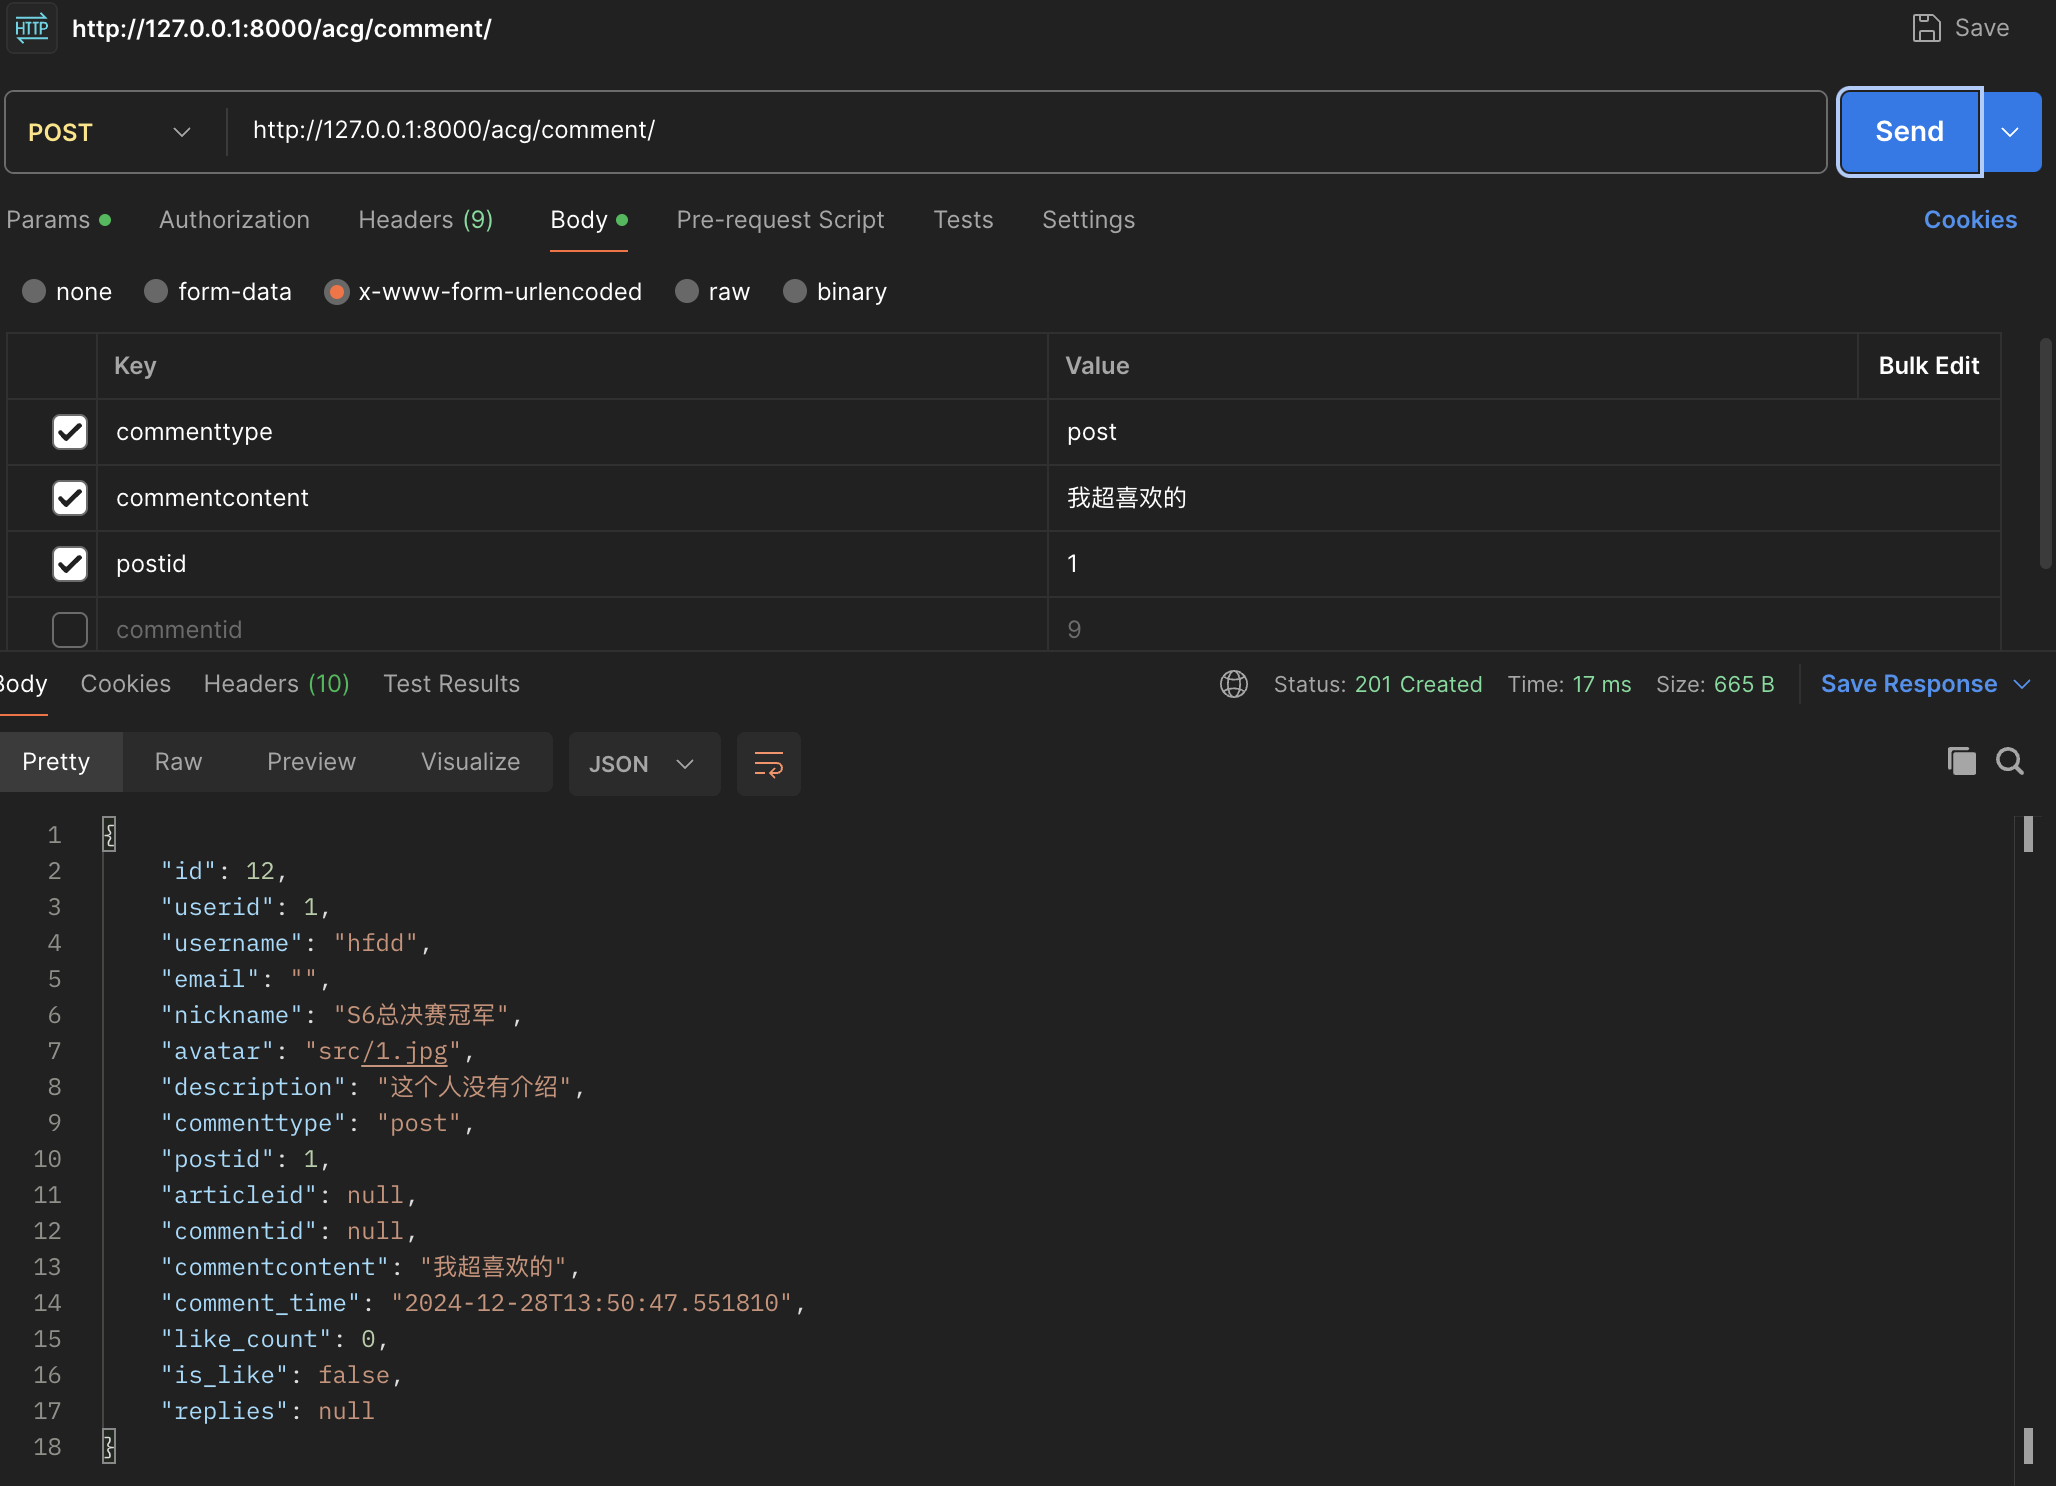 HTTP http://127.0.0.1:8000/acg/comment/ Save
POST http://127.0.0.1:8000/acg/comment/ Send
Params Authorization Headers (9) Body Pre-request Script Tests Settings Cookies
none form-data x-www-form-urlencoded raw binary
Key Value Bulk Edit
commenttype post
commentcontent 我超喜欢的
postid 1
commentid 9
Body Cookies Headers (10) Test Results Status: 201 Created Time: 17 ms Size: 665 B Save Response
Pretty Raw Preview Visualize JSON
1 {
2 "id": 12,
3 "userid": 1,
4 "username": "hfdd",
5 "email": "",
6 "nickname": "S6总决赛冠军",
7 "avatar": "src/1.jpg",
8 "description": "这个人没有介绍",
9 "commenttype": "post",
10 "postid": 1,
11 "articleid": null,
12 "commentid": null,
13 "commentcontent": "我超喜欢的",
14 "comment_time": "2024-12-28T13:50:47.551810",
15 "like_count": 0,
16 "is_like": false,
17 "replies": null
18 }